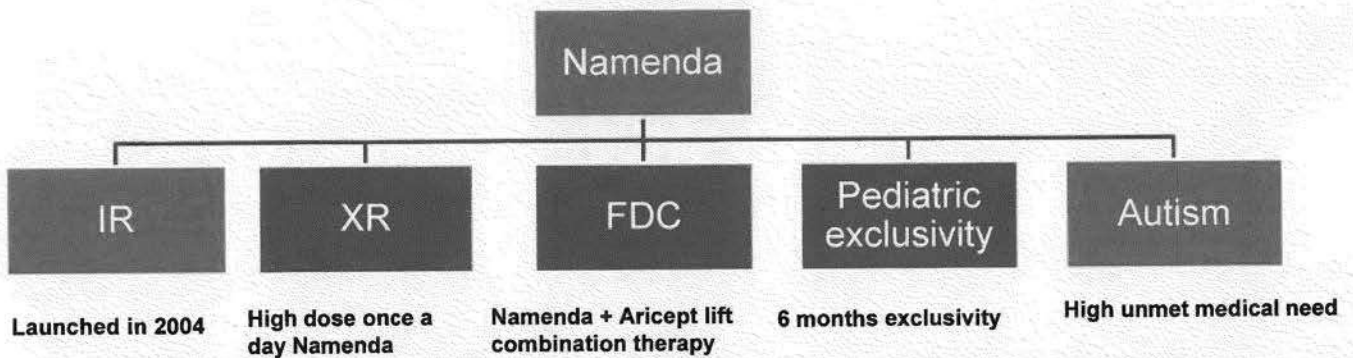 Namenda
IR
XR
FDC
Pediatric
exclusivity
Autism
Launched in 2004
High dose once a
day Namenda
Namenda + Aricept lift
combination therapy
6 months exclusivity
High unmet medical need